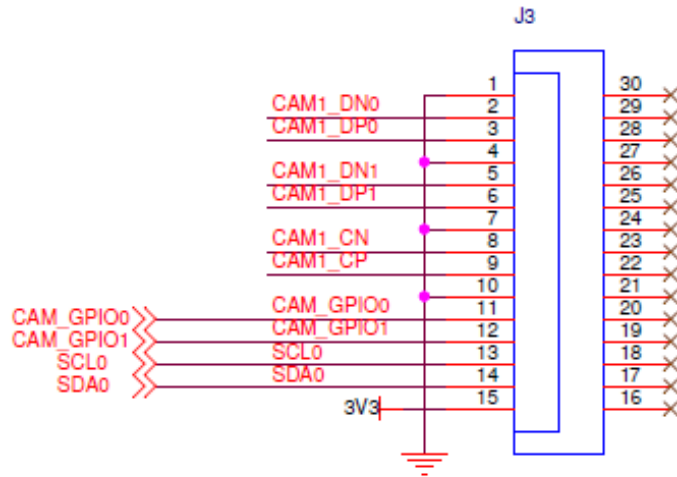 J3
1 30
CAM1_DN0 2 29
CAM1_DP0 3 28
4 27
CAM1_DN1 5 26
CAM1_DP1 6 25
7 24
CAM1_CN 8 23
CAM1_CP 9 22
10 21
CAM_GPIO0 CAM_GPIO0 11 20
CAM_GPIO1 CAM_GPIO1 12 19
SCL0 SCL0 13 18
SDA0 SDA0 14 17
3V3 15 16